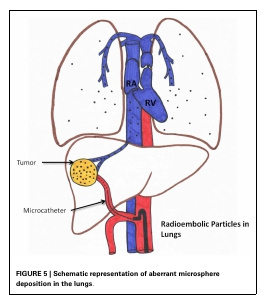 RA
RV
Tumor
Microcatheter
Radioembolic Particles in
Lungs
FIGURE 5 | Schematic representation of aberrant microsphere
deposition in the lungs.